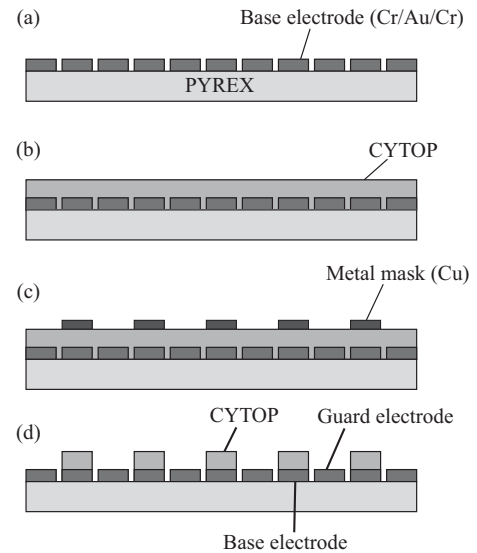 (a)
Base electrode (Cr/Au/Cr)
PYREX
(b)
CYTOP
(c)
Metal mask (Cu)
(d)
CYTOP
Guard electrode
Base electrode